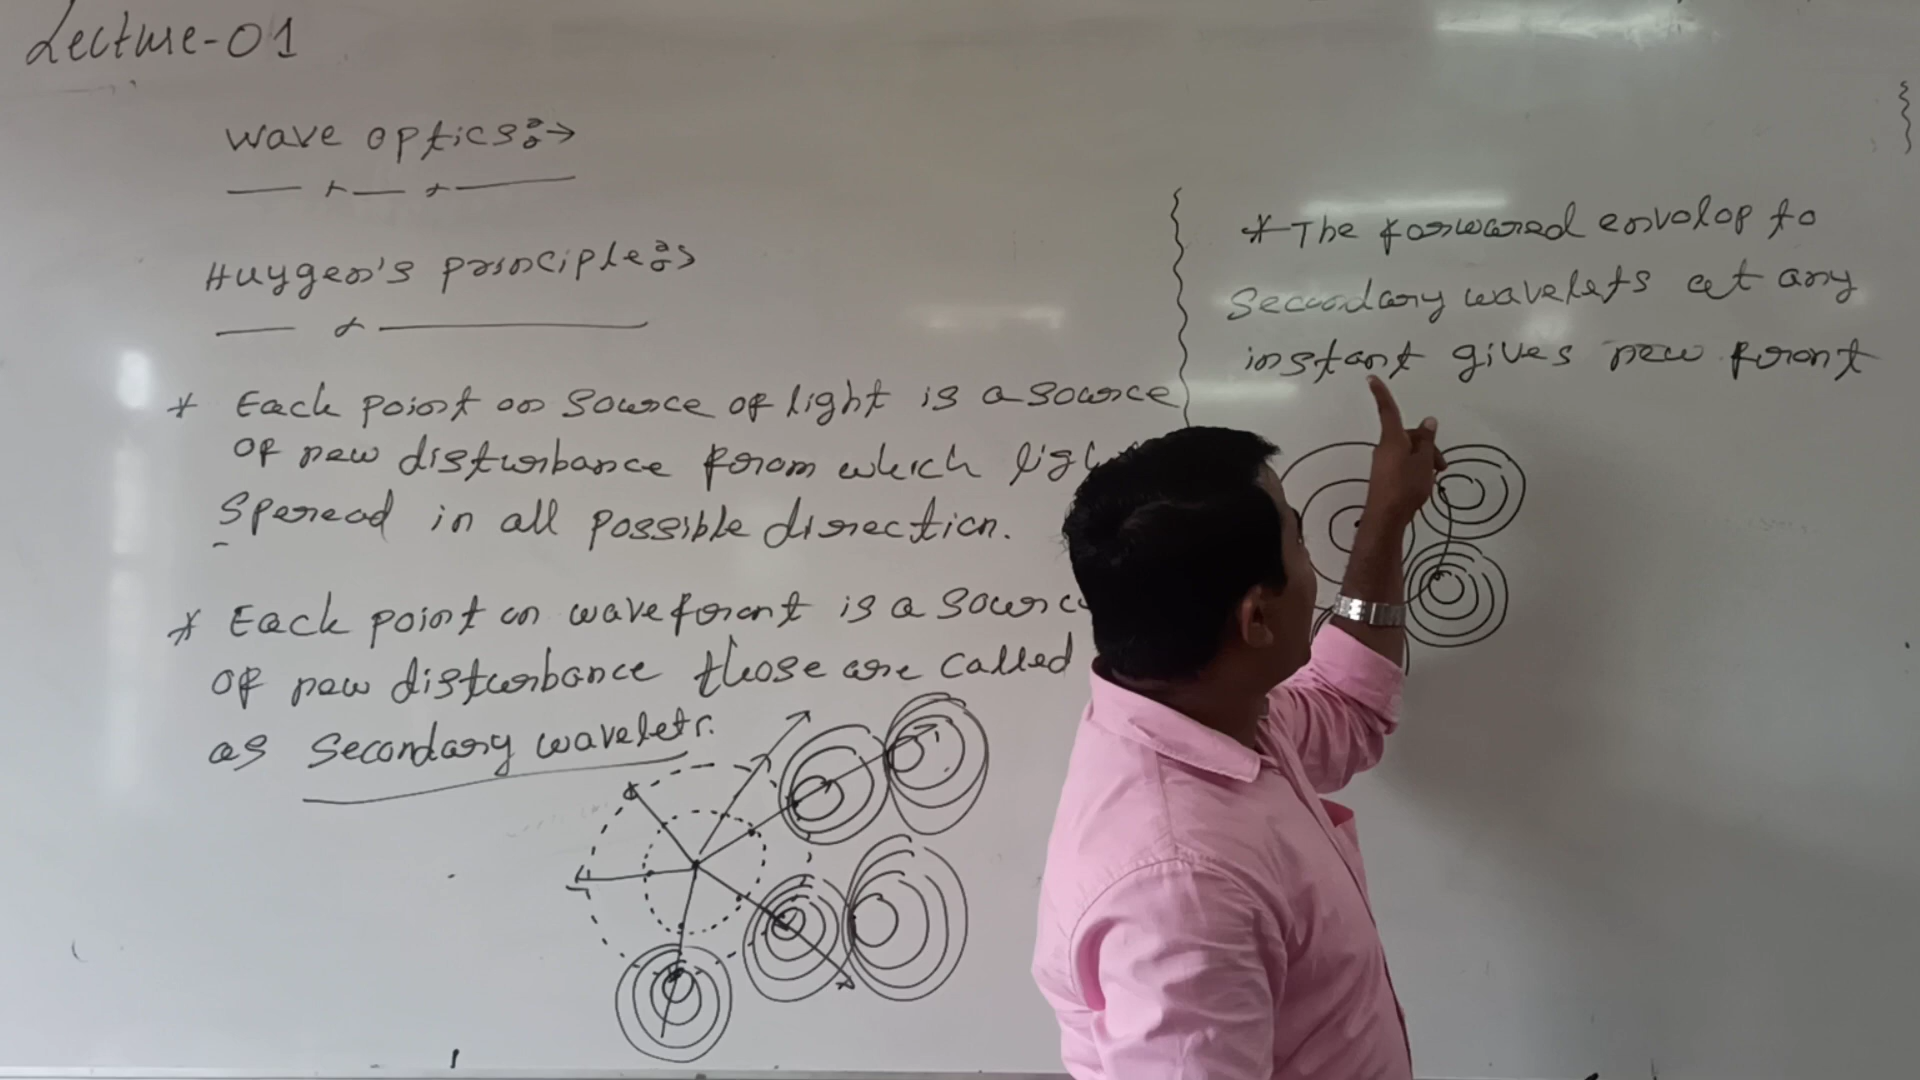 Lecture-01
Wave optics:→
Huygen's principle:→
* Each point on source of light is a source
of new disturbance from which
spread in all possible direction.
* Each point on wavefront is a
of new disturbance those are called
as secondary wavelets.
* The forward envelop to
secondary wavelets at any
instant gives new front